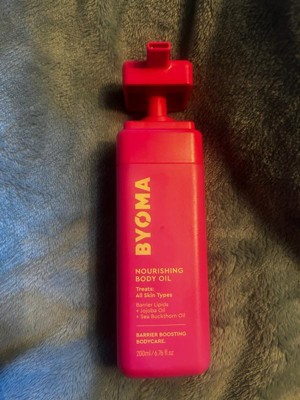 BYOMA
NOURISHING
BODY OIL
Treats:
All Skin Types
Barrier Lipids
+ Jojoba Oil
+ Sea Buckthorn Oil
BARRIER BOOSTING
BODYCARE.
200ml / 6.76 fl oz